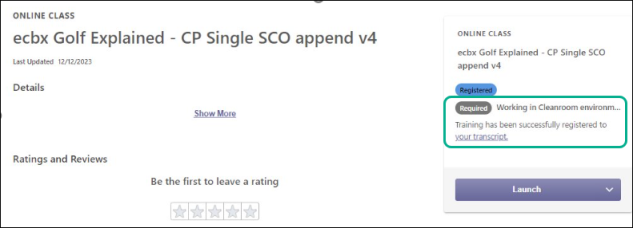 ONLINE CLASS
ecbx Golf Explained - CP Single SCO append v4
Last Updated 12/12/2023
Details
Show More
Ratings and Reviews
Be the first to leave a rating
ONLINE CLASS
ecbx Golf Explained - CP Single SCO
append v4
Registered
Required Working in Cleanroom environm...
Training has been successfully registered to
your transcript.
Launch